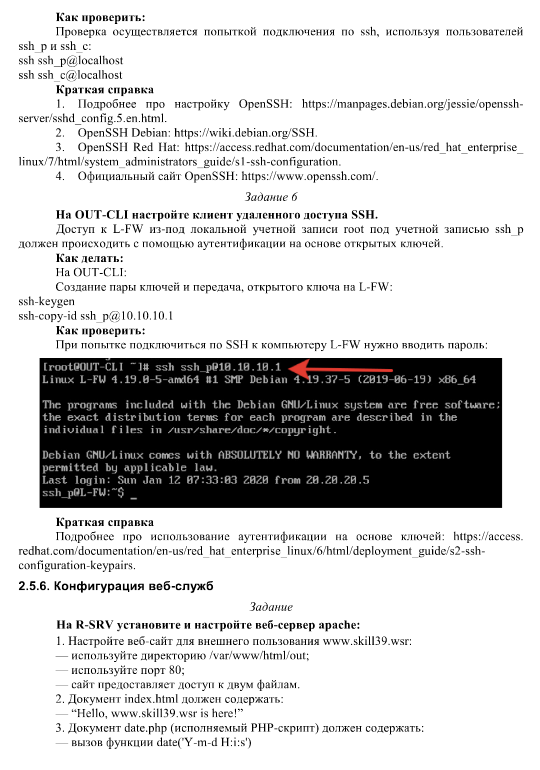 Как проверить:
Проверка осуществляется попыткой подключения по ssh, используя пользователей
ssh_p и ssh_c:
ssh ssh_p@localhost
ssh ssh_c@localhost
Краткая справка
1. Подробнее про настройку OpenSSH: https://manpages.debian.org/jessie/openssh-
server/sshd_config.5.en.html.
2. OpenSSH Debian: https://wiki.debian.org/SSH.
3. OpenSSH Red Hat: https://access.redhat.com/documentation/en-us/red_hat_enterprise_
linux/7/html/system_administrators_guide/s1-ssh-configuration.
4. Официальный сайт OpenSSH: https://www.openssh.com/.
Задание 6
На OUT-CLI настройте клиент удаленного доступа SSH.
Доступ к L-FW из-под локальной учетной записи root под учетной записью ssh_p
должен происходить с помощью аутентификации на основе открытых ключей.
Как делать:
На OUT-CLI:
Создание пары ключей и передача, открытого ключа на L-FW:
ssh-keygen
ssh-copy-id ssh_p@10.10.10.1
Как проверить:
При попытке подключиться по SSH к компьютеру L-FW нужно вводить пароль:
[root@OUT-CLI ~]# ssh ssh_p@10.10.10.1
Linux L-FW 4.19.0-5-amd64 #1 SMP Debian 4.19.37-5 (2019-06-19) x86_64
The programs included with the Debian GNU/Linux system are free software;
the exact distribution terms for each program are described in the
individual files in /usr/share/doc/*/copyright.
Debian GNU/Linux comes with ABSOLUTELY NO WARRANTY, to the extent
permitted by applicable law.
Last login: Sun Jan 12 07:33:03 2020 from 20.20.20.5
ssh_p@L-FW:~$ _
Краткая справка
Подробнее про использование аутентификации на основе ключей: https://access.
redhat.com/documentation/en-us/red_hat_enterprise_linux/6/html/deployment_guide/s2-ssh-
configuration-keypairs.
2.5.6. Конфигурация веб-служб
Задание
На R-SRV установите и настройте веб-сервер apache:
1. Настройте веб-сайт для внешнего пользования www.skill39.wsr:
— используйте директорию /var/www/html/out;
— используйте порт 80;
— сайт предоставляет доступ к двум файлам.
2. Документ index.html должен содержать:
— “Hello, www.skill39.wsr is here!”
3. Документ date.php (исполняемый PHP-скрипт) должен содержать:
— вызов функции date('Y-m-d H:i:s')